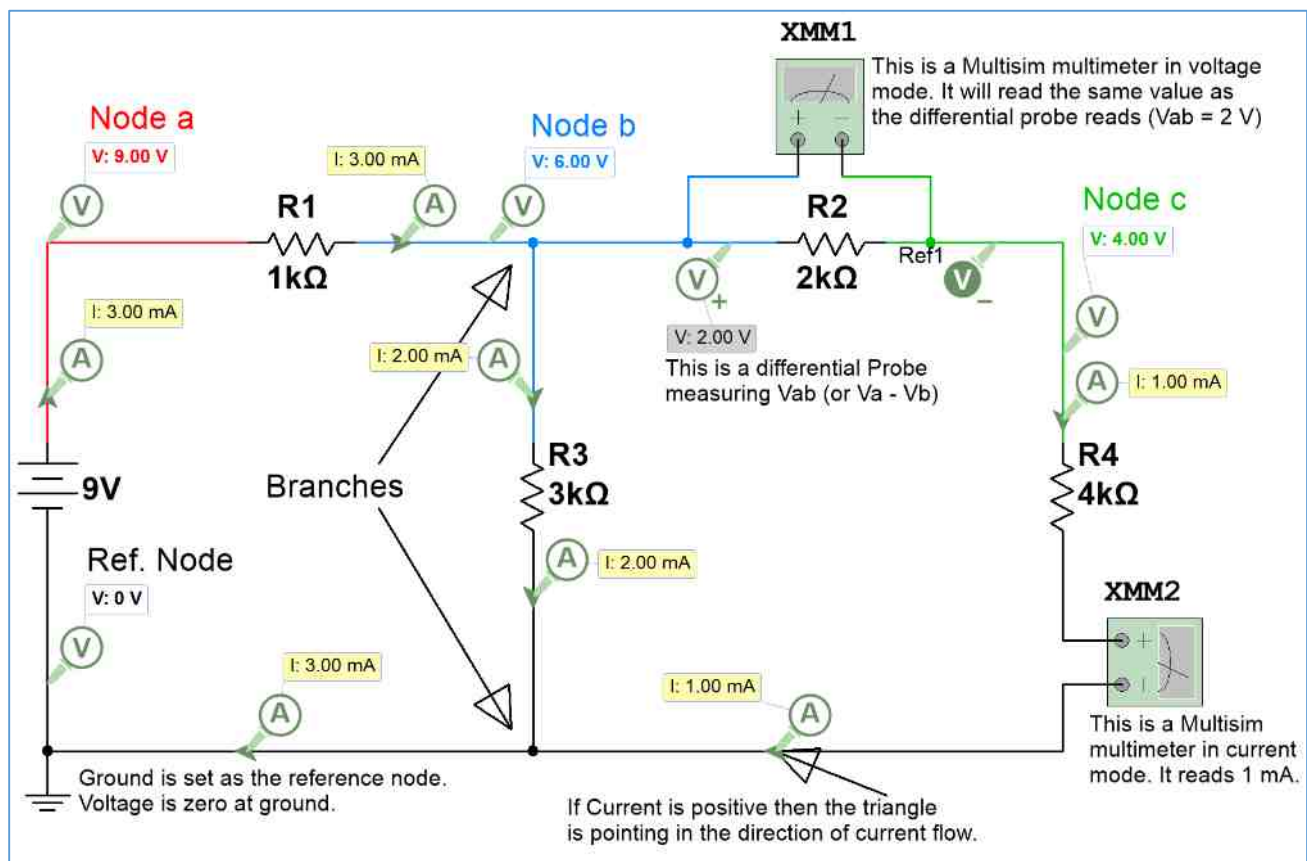 XMM1
This is a Multisim multimeter in voltage
mode. It will read the same value as
the differential probe reads (Vab = 2 V)
Node a
V: 9.00 V
I: 3.00 mA
A
V
Node b
V: 6.00 V
V
R1
1kΩ
+
−
R2
2kΩ
Ref1
Node c
V: 4.00 V
V
I: 3.00 mA
A
I: 2.00 mA
A
V
+
V: 2.00 V
This is a differential Probe
measuring Vab (or Va - Vb)
V
−
A
I: 1.00 mA
9V
Branches
R3
3kΩ
R4
4kΩ
Ref. Node
V: 0 V
V
A
I: 2.00 mA
XMM2
+
−
I: 3.00 mA
A
I: 1.00 mA
A
This is a Multisim
multimeter in current
mode. It reads 1 mA.
Ground is set as the reference node.
Voltage is zero at ground.
If Current is positive then the triangle
is pointing in the direction of current flow.